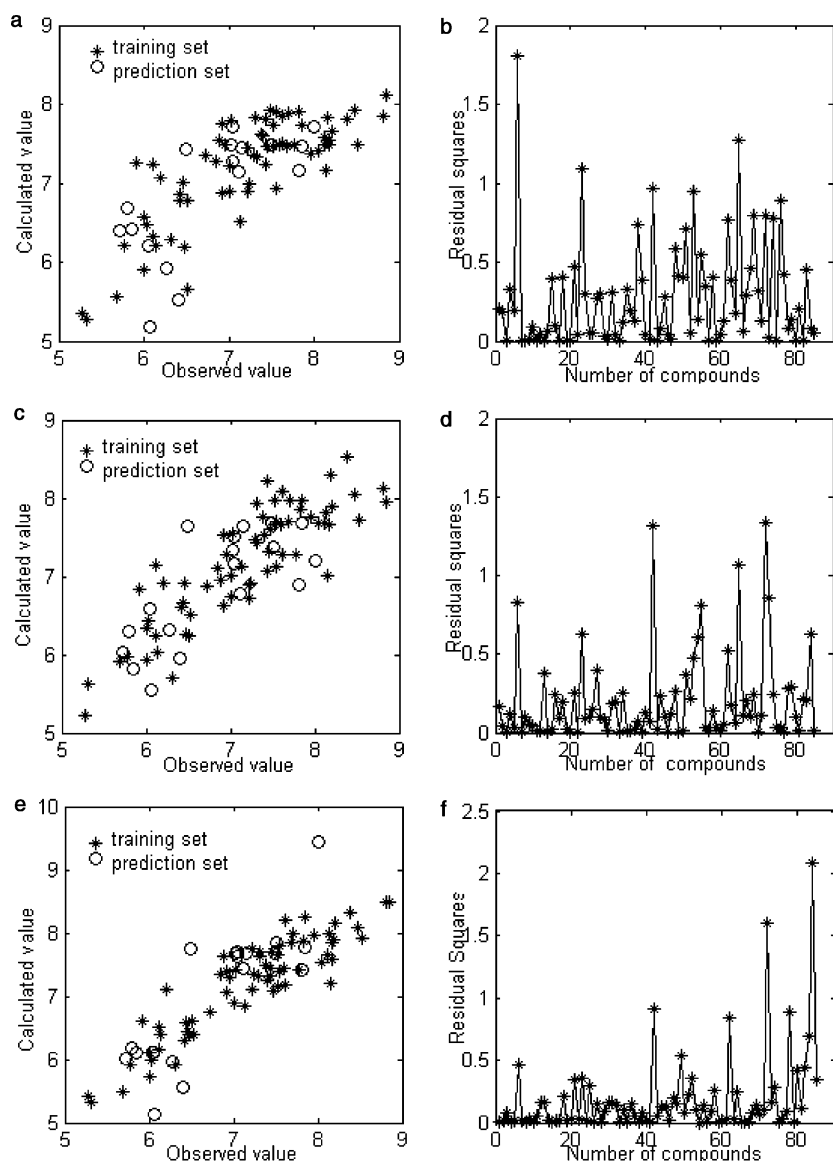 a
9
8
7
6
5
Calculated value
training set
prediction set
5 6 7 8 9
Observed value
b
2
1.5
1
0.5
0
Residual squares
0 20 40 60 80
Number of compounds
c
9
8
7
6
5
Calculated value
training set
prediction set
5 6 7 8 9
Observed value
d
2
1.5
1
0.5
0
Residual squares
0 20 40 60 80
Number of compounds
e
10
9
8
7
6
5
Calculated value
training set
prediction set
5 6 7 8 9
Observed value
f
2.5
2
1.5
1
0.5
0
Residual Squares
0 20 40 60 80
Number of compounds